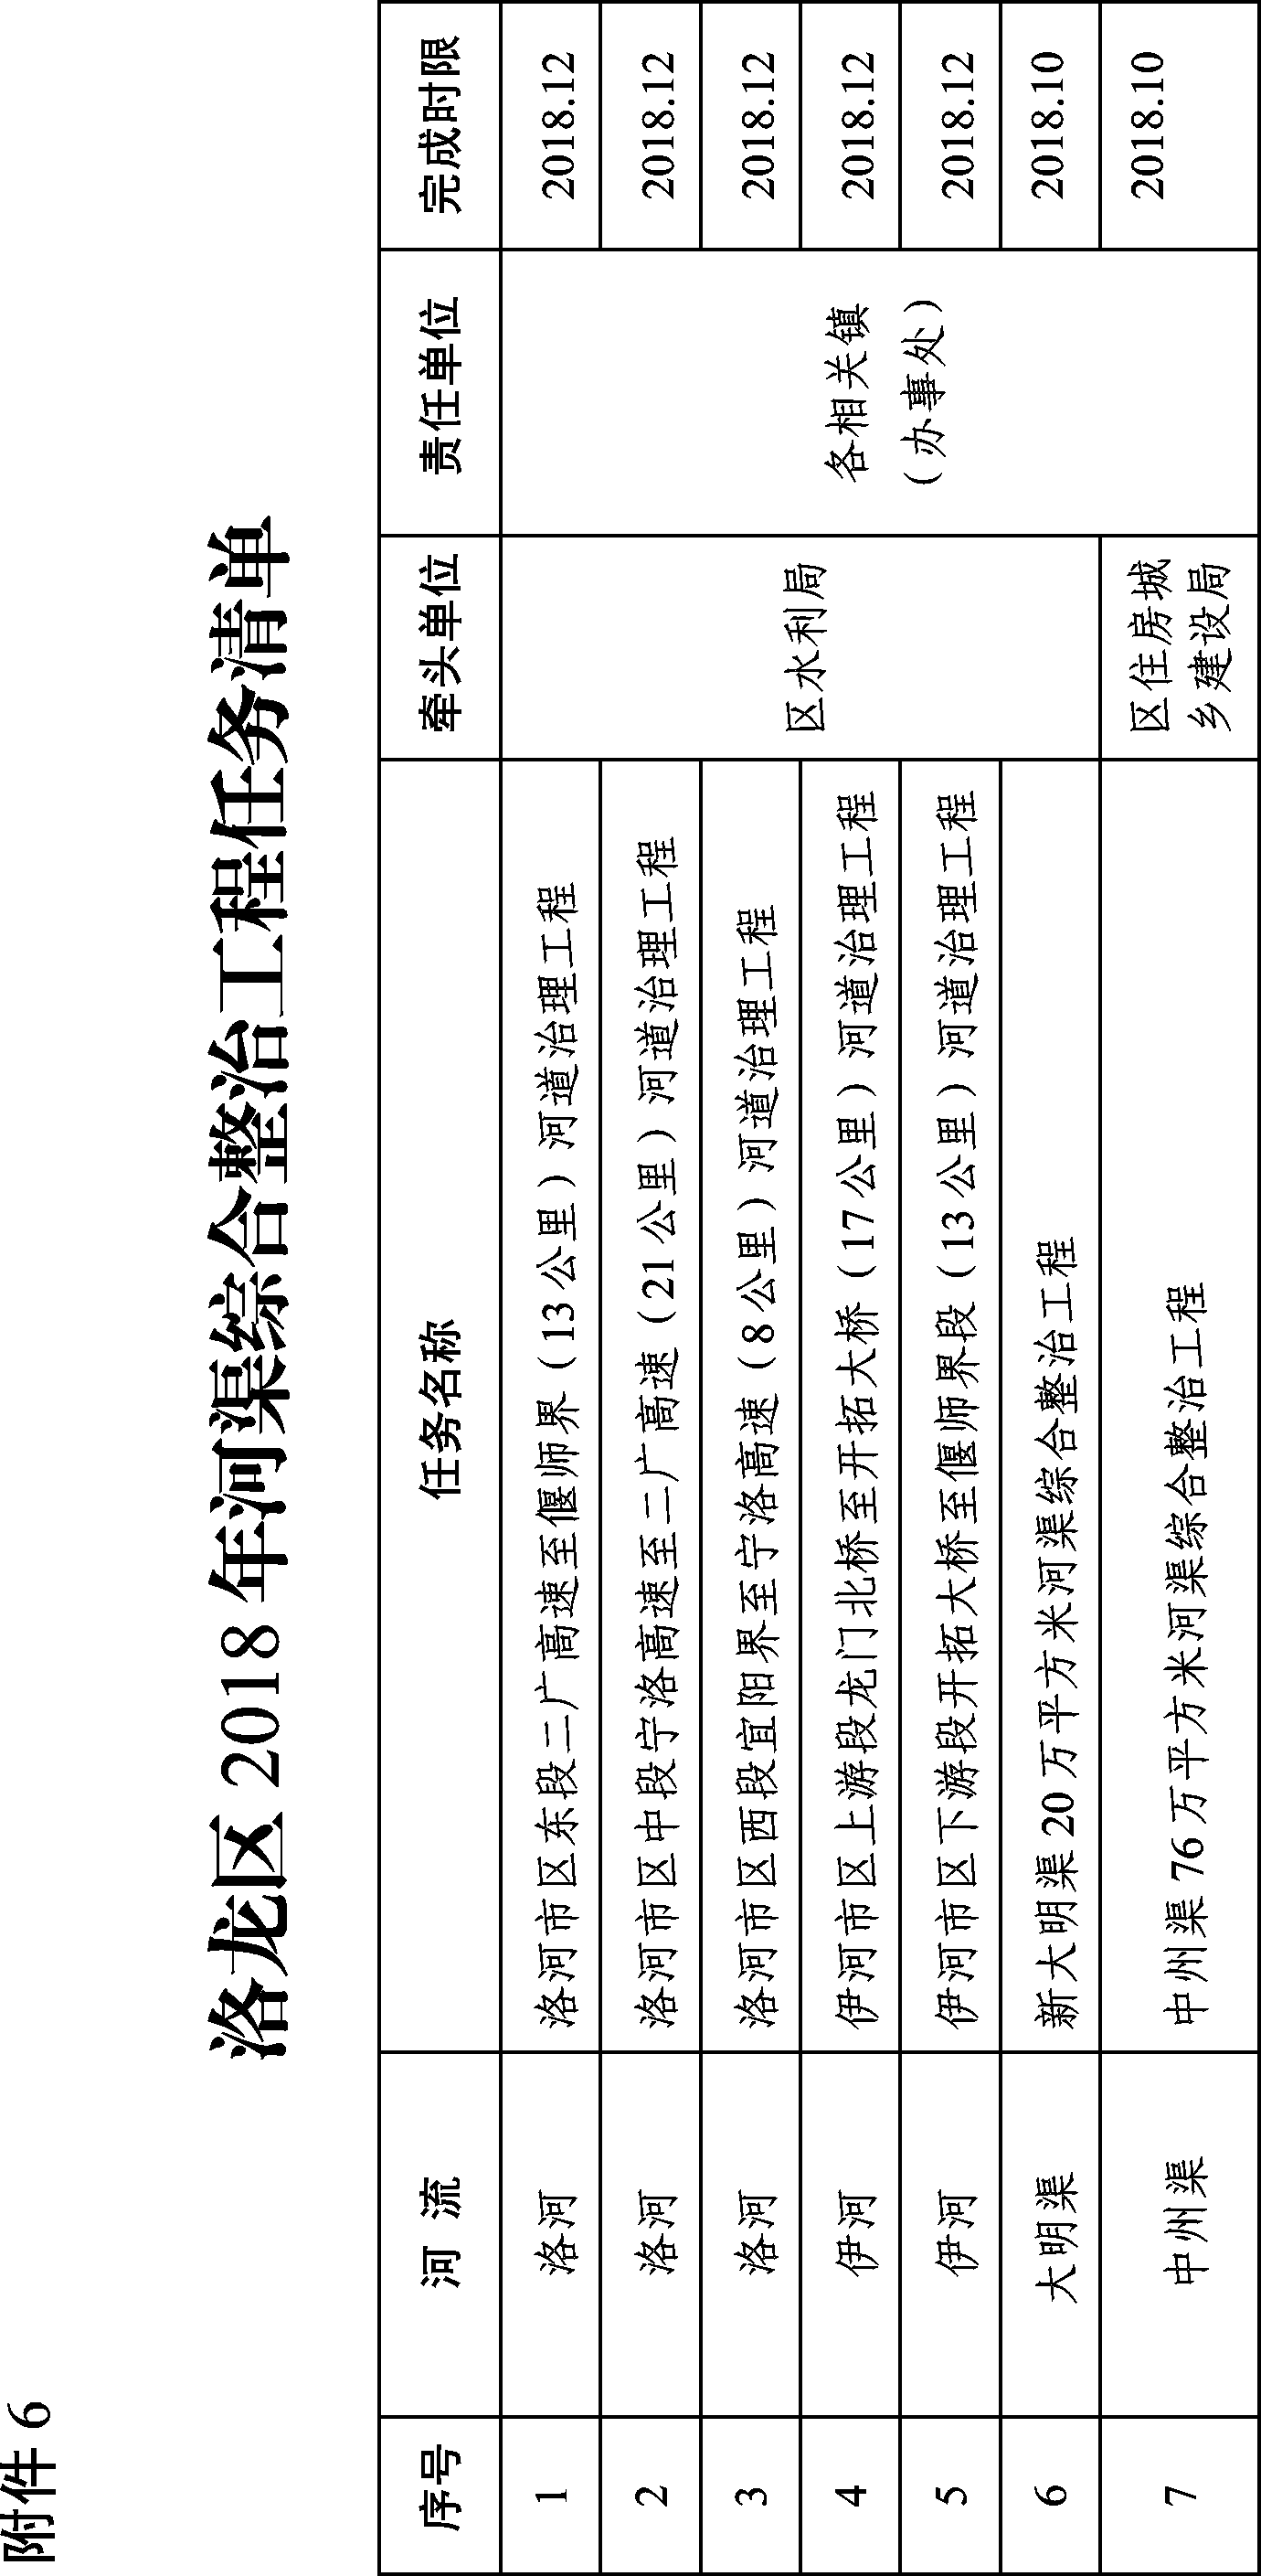 附件 6
洛龙区 2018 年河渠综合整治工程任务清单
序号 河 流 任务名称 牵头单位 责任单位 完成时限
1 洛河 洛河市区东段二广高速至偃师界（13 公里）河道治理工程 区水利局 各相关镇（办事处） 2018.12
2 洛河 洛河市区中段宁洛高速至二广高速（21 公里）河道治理工程 2018.12
3 洛河 洛河市区西段宜阳界至宁洛高速（8 公里）河道治理工程 2018.12
4 伊河 伊河市区上游段龙门北桥至开拓大桥（17 公里）河道治理工程 2018.12
5 伊河 伊河市区下游段开拓大桥至偃师界段（13 公里）河道治理工程 2018.12
6 大明渠 新大明渠 20 万平方米河渠综合整治工程 2018.10
7 中州渠 中州渠 76 万平方米河渠综合整治工程 区住房城乡建设局 2018.10